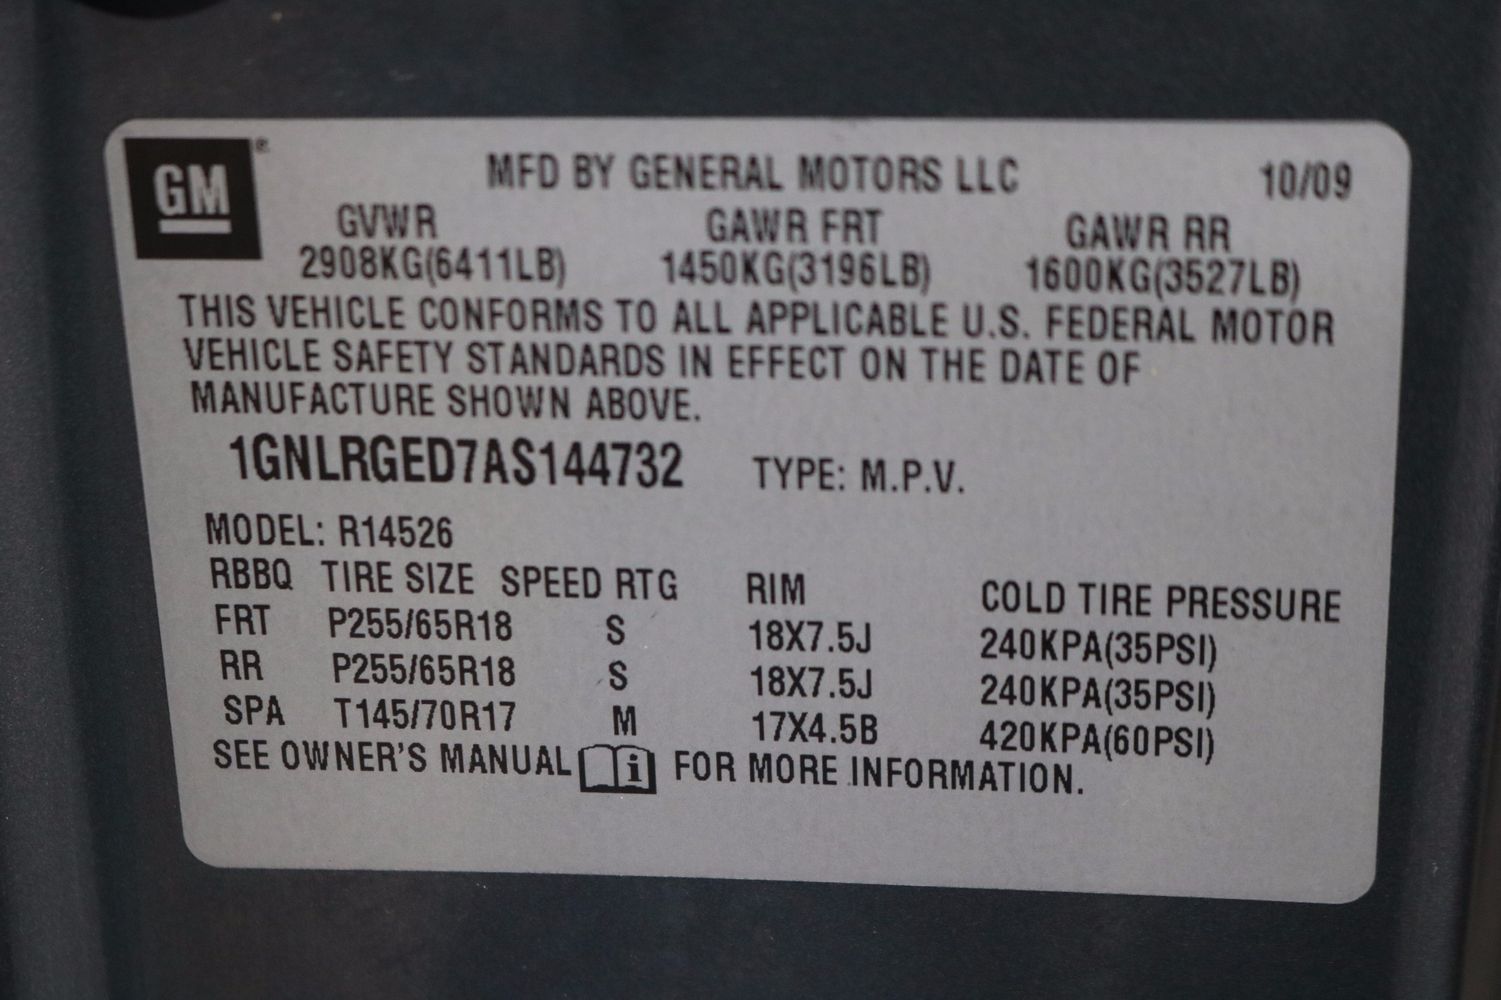 GM®
MFD BY GENERAL MOTORS LLC 10/09
GVWR GAWR FRT GAWR RR
2908KG(6411LB) 1450KG(3196LB) 1600KG(3527LB)
THIS VEHICLE CONFORMS TO ALL APPLICABLE U.S. FEDERAL MOTOR
VEHICLE SAFETY STANDARDS IN EFFECT ON THE DATE OF
MANUFACTURE SHOWN ABOVE.
1GNLRGED7AS144732 TYPE: M.P.V.
MODEL: R14526
RBBQ TIRE SIZE SPEED RTG RIM COLD TIRE PRESSURE
FRT P255/65R18 S 18X7.5J 240KPA(35PSI)
RR P255/65R18 S 18X7.5J 240KPA(35PSI)
SPA T145/70R17 M 17X4.5B 420KPA(60PSI)
SEE OWNER'S MANUAL i FOR MORE INFORMATION.